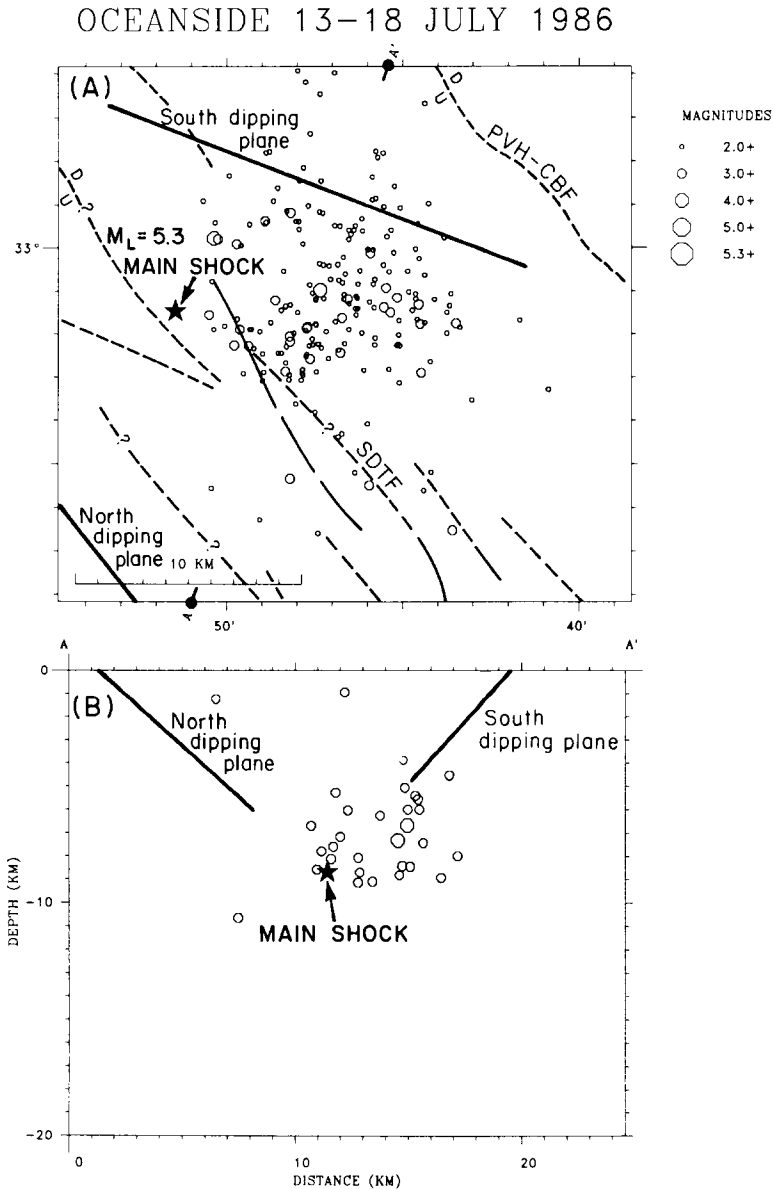 OCEANSIDE 13-18 JULY 1986
A'
(A)
South dipping
plane
D
U
PVH-CBF
MAGNITUDES
2.0+
3.0+
4.0+
5.0+
5.3+
D
U
?
33°
ML=5.3
MAIN SHOCK
?
?
SDTF
North
dipping
plane
10 KM
?
A
50'
40'
A
A'
0
(B)
North
dipping
plane
South
dipping plane
DEPTH (KM)
-10
MAIN SHOCK
-20
0
10
20
DISTANCE (KM)